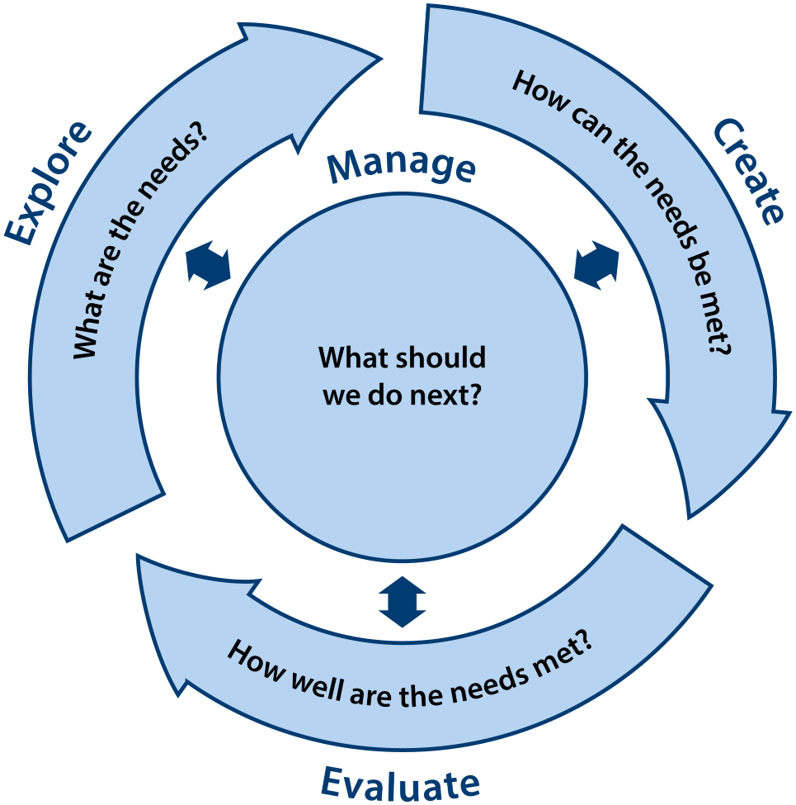 Explore
What are the needs?
Create
How can the needs be met?
Manage
What should
we do next?
How well are the needs met?
Evaluate